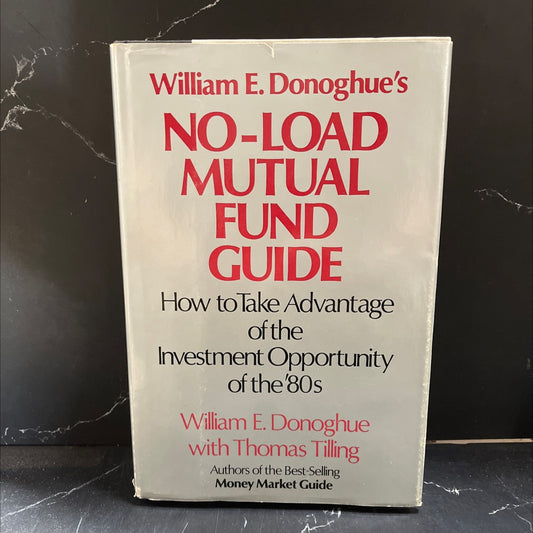 William E. Donoghue's
NO-LOAD
MUTUAL
FUND
GUIDE
How to Take Advantage
of the
Investment Opportunity
of the '80s
William E. Donoghue
with Thomas Tilling
Authors of the Best-Selling
Money Market Guide